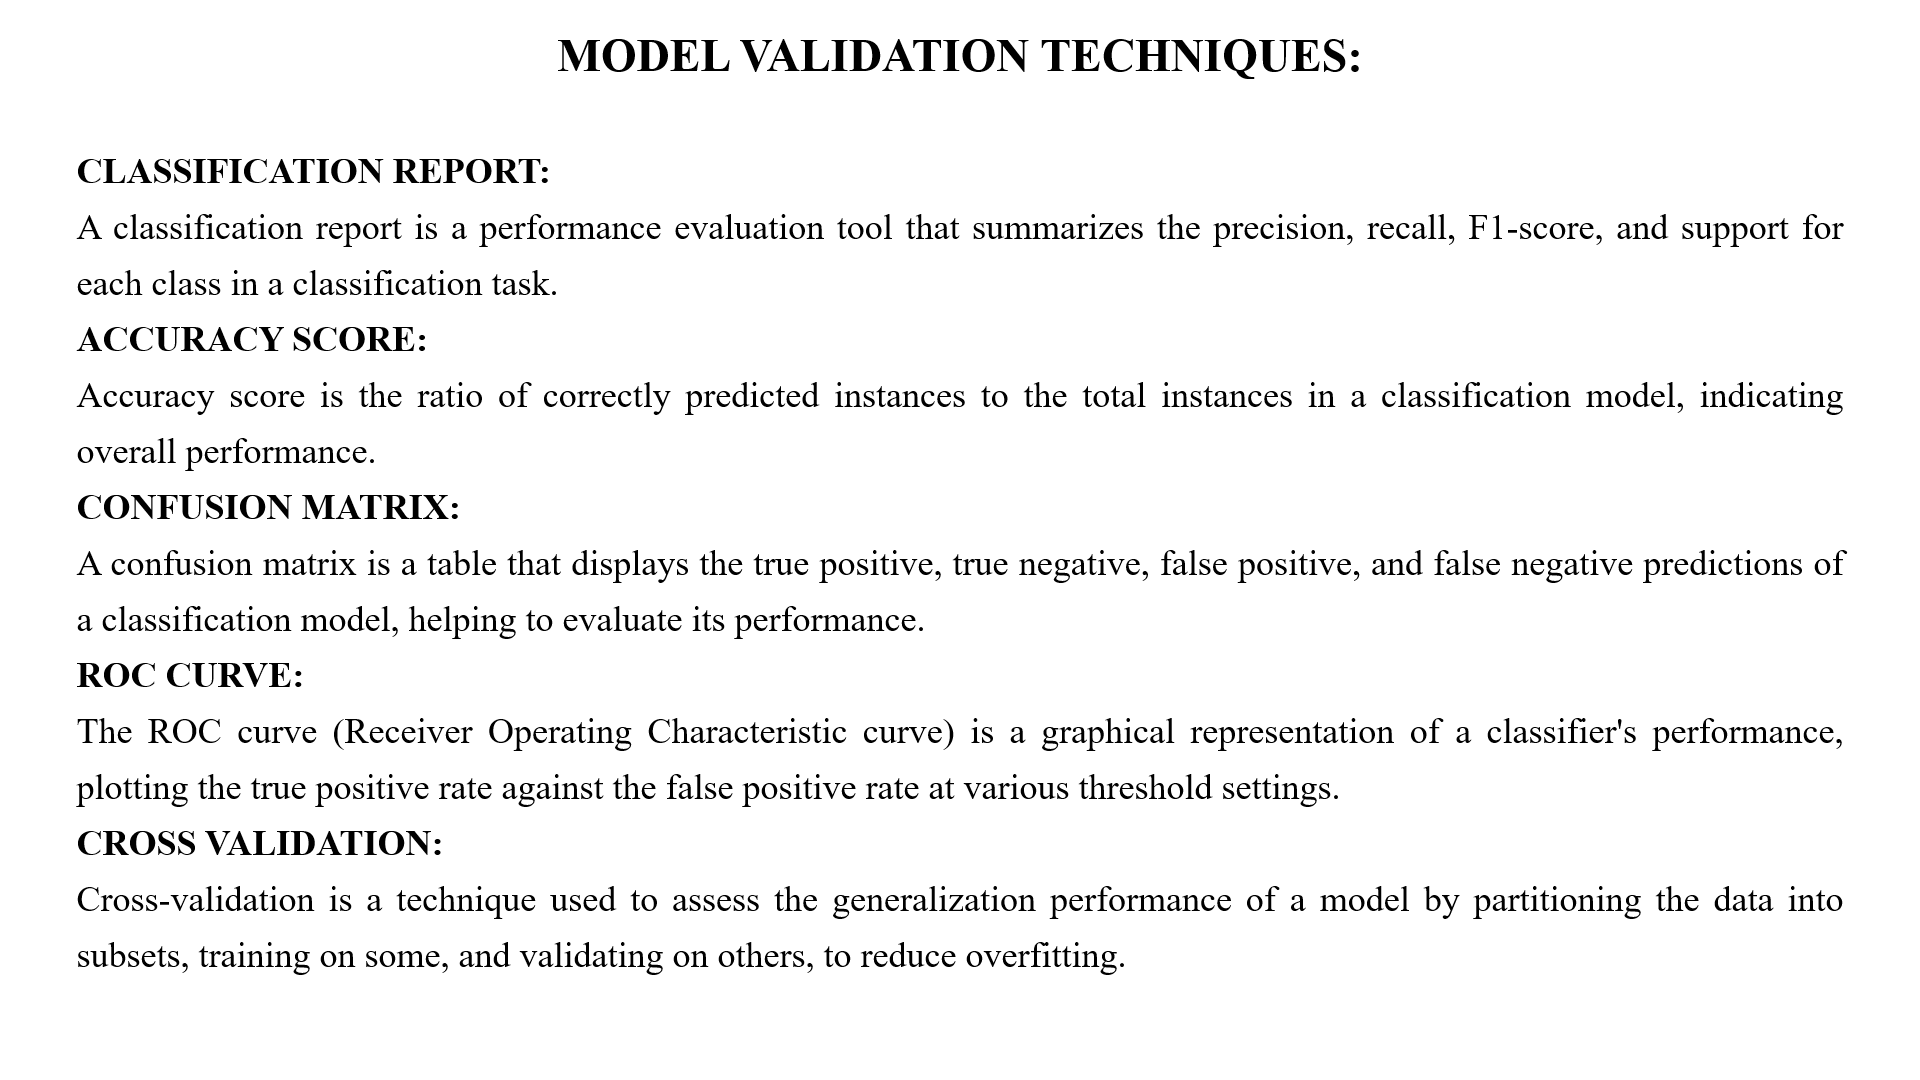 MODEL VALIDATION TECHNIQUES:
CLASSIFICATION REPORT:
A classification report is a performance evaluation tool that summarizes the precision, recall, F1-score, and support for
each class in a classification task.
ACCURACY SCORE:
Accuracy score is the ratio of correctly predicted instances to the total instances in a classification model, indicating
overall performance.
CONFUSION MATRIX:
A confusion matrix is a table that displays the true positive, true negative, false positive, and false negative predictions of
a classification model, helping to evaluate its performance.
ROC CURVE:
The ROC curve (Receiver Operating Characteristic curve) is a graphical representation of a classifier's performance,
plotting the true positive rate against the false positive rate at various threshold settings.
CROSS VALIDATION:
Cross-validation is a technique used to assess the generalization performance of a model by partitioning the data into
subsets, training on some, and validating on others, to reduce overfitting.